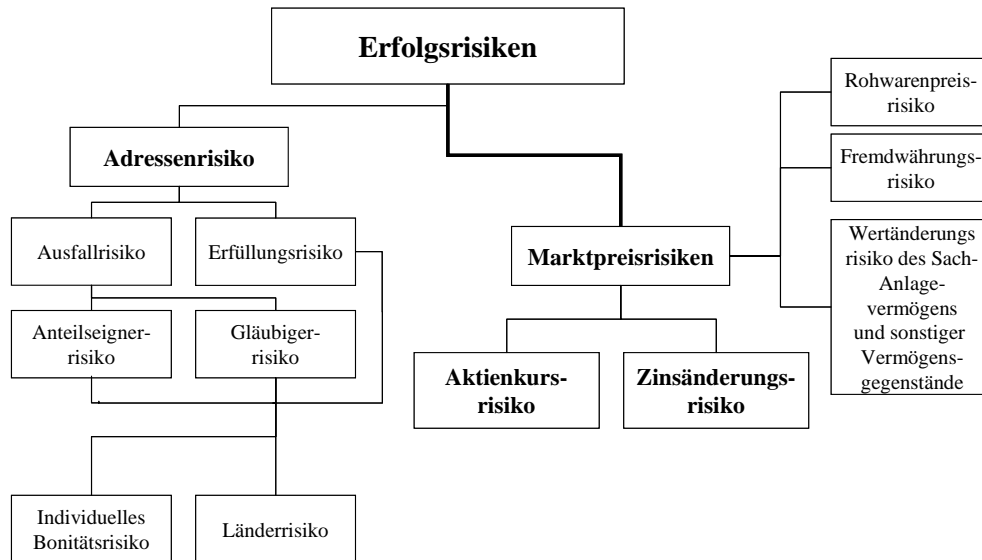 Erfolgsrisiken
Adressenrisiko
Ausfallrisiko
Erfüllungsrisiko
Anteilseigner-
risiko
Gläubiger-
risiko
Individuelles
Bonitätsrisiko
Länderrisiko
Marktpreisrisiken
Aktienkurs-
risiko
Zinsänderungs-
risiko
Rohwarenpreis-
risiko
Fremdwährungs-
risiko
Wertänderungs
risiko des Sach-
Anlage-
vermögens
und sonstiger
Vermögens-
gegenstände